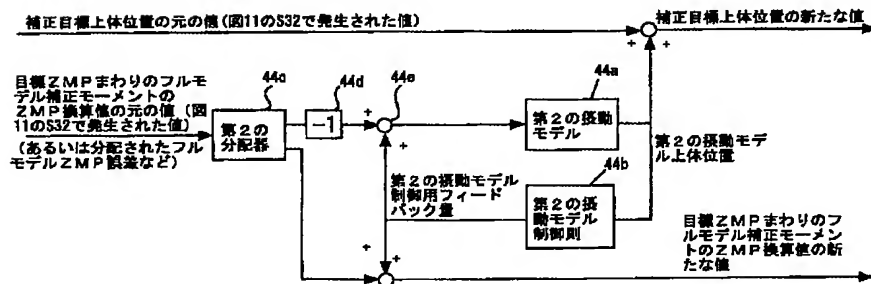 補正目標上体位置の元の値(図11のS32で発生された値)
補正目標上体位置の新たな値
目標ZMPまわりのフルモ
デル補正モーメントの
ZMP換算値の元の値(図
11のS32で発生された値)
(あるいは分配されたフル
モデルZMP誤差など)
44c
第2の
分配器
44d
-1
44e
44a
第2の摂動
モデル
第2の摂動モデ
ル上体位置
44b
第2の摂
動モデル
制御則
第2の摂動モデル
制御用フィード
バック量
目標ZMPまわりのフ
ルモデル補正モーメン
トのZMP換算値の新
たな値
+
+
+
+
+
+